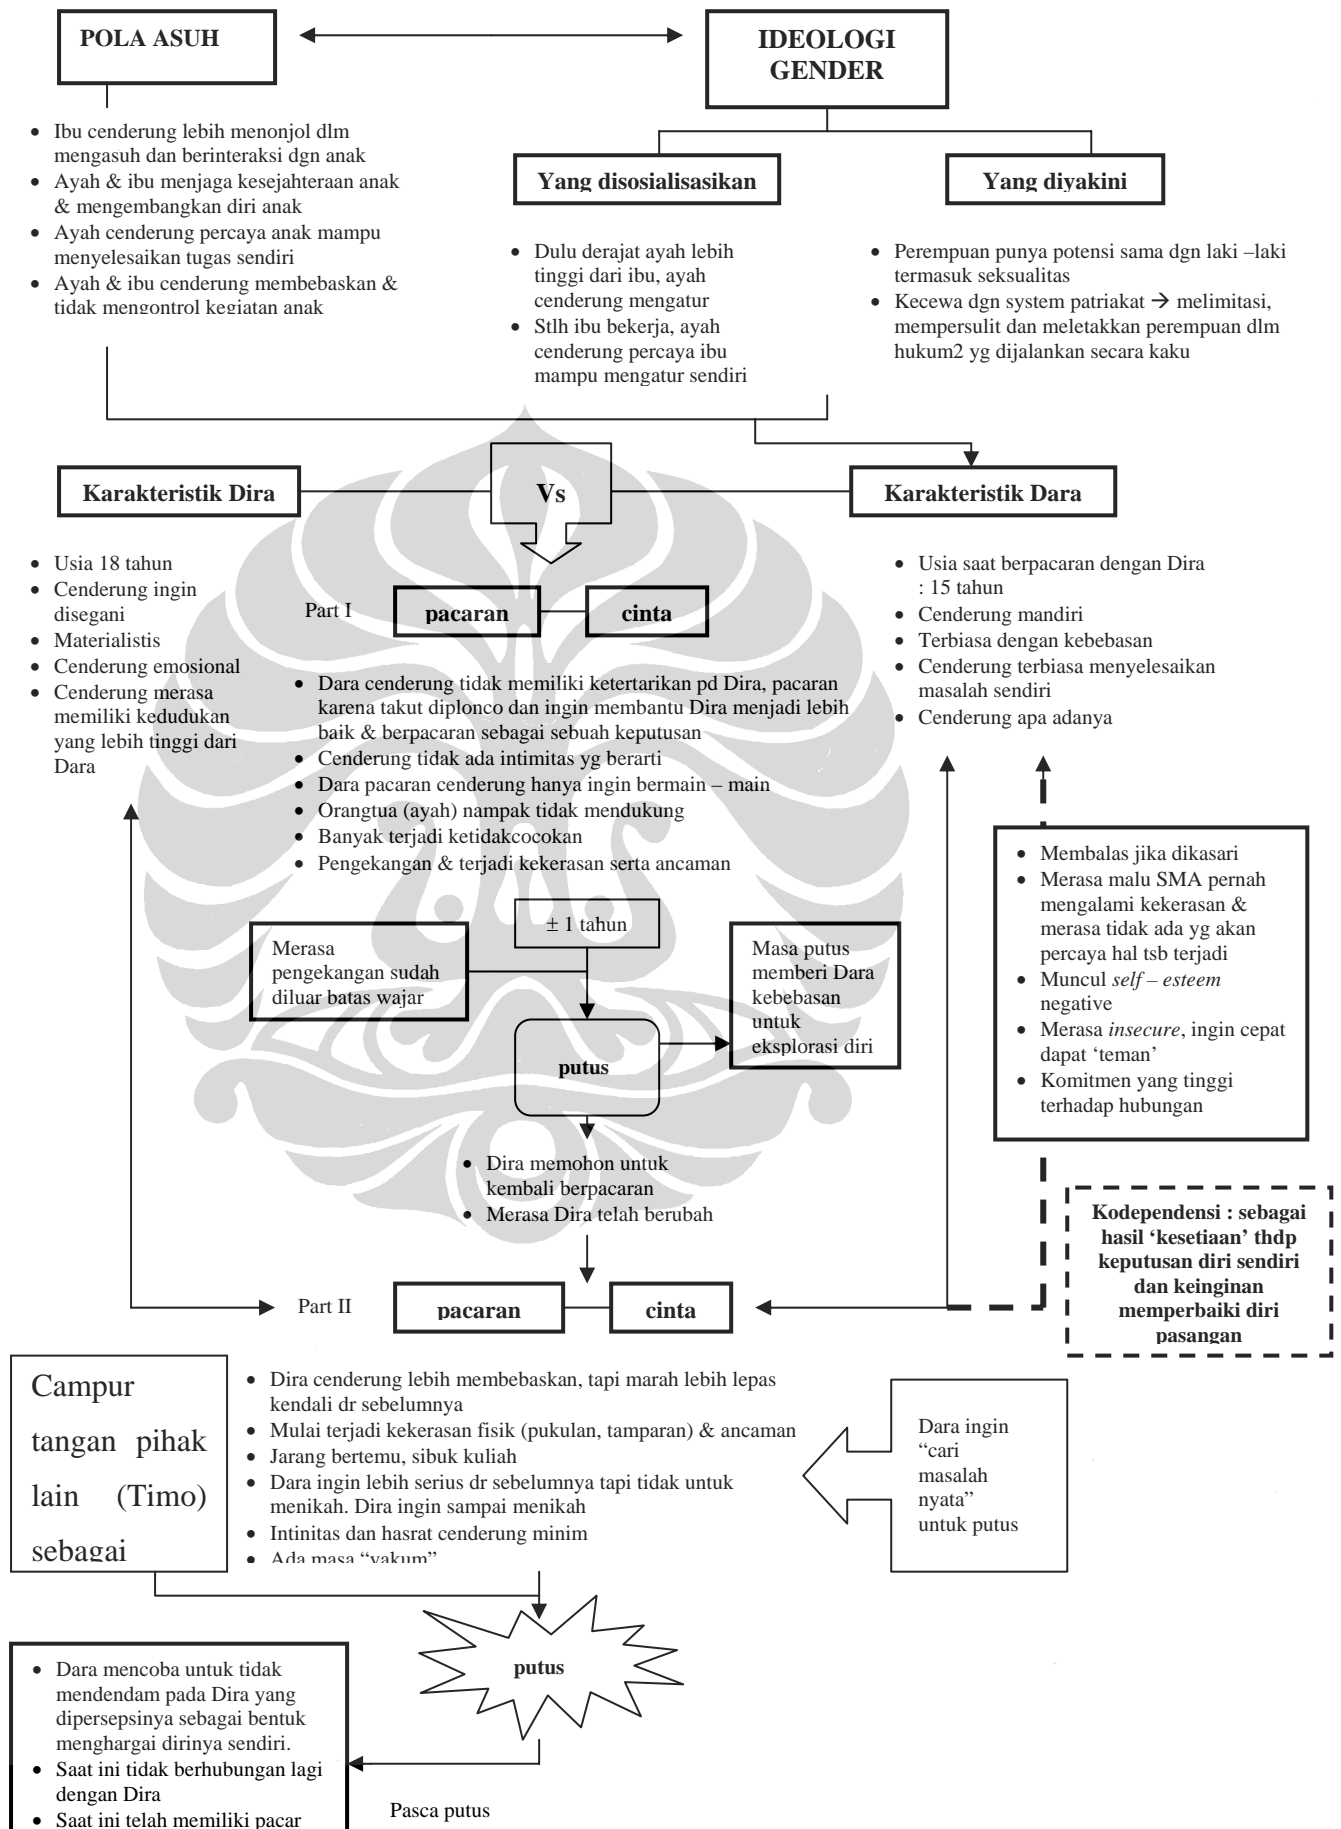 POLA ASUH
IDEOLOGI
GENDER
• Ibu cenderung lebih menonjol dlm
mengasuh dan berinteraksi dgn anak
• Ayah & ibu menjaga kesejahteraan anak
& mengembangkan diri anak
• Ayah cenderung percaya anak mampu
menyelesaikan tugas sendiri
• Ayah & ibu cenderung membebaskan &
tidak mengontrol kegiatan anak
Yang disosialisasikan
Yang diyakini
• Dulu derajat ayah lebih
tinggi dari ibu, ayah
cenderung mengatur
• Stlh ibu bekerja, ayah
cenderung percaya ibu
mampu mengatur sendiri
• Perempuan punya potensi sama dgn laki –laki
termasuk seksualitas
• Kecewa dgn system patriakat → melimitasi,
mempersulit dan meletakkan perempuan dlm
hukum2 yg dijalankan secara kaku
Karakteristik Dira
Vs
Karakteristik Dara
• Usia 18 tahun
• Cenderung ingin
disegani
• Materialistis
• Cenderung emosional
• Cenderung merasa
memiliki kedudukan
yang lebih tinggi dari
Dara
• Usia saat berpacaran dengan Dira
: 15 tahun
• Cenderung mandiri
• Terbiasa dengan kebebasan
• Cenderung terbiasa menyelesaikan
masalah sendiri
• Cenderung apa adanya
Part I
pacaran
cinta
• Dara cenderung tidak memiliki ketertarikan pd Dira, pacaran
karena takut diplonco dan ingin membantu Dira menjadi lebih
baik & berpacaran sebagai sebuah keputusan
• Cenderung tidak ada intimitas yg berarti
• Dara pacaran cenderung hanya ingin bermain – main
• Orangtua (ayah) nampak tidak mendukung
• Banyak terjadi ketidakcocokan
• Pengekangan & terjadi kekerasan serta ancaman
• Membalas jika dikasari
• Merasa malu SMA pernah
mengalami kekerasan &
merasa tidak ada yg akan
percaya hal tsb terjadi
• Muncul self – esteem
negative
• Merasa insecure, ingin cepat
dapat ‘teman’
• Komitmen yang tinggi
terhadap hubungan
± 1 tahun
Merasa
pengekangan sudah
diluar batas wajar
Masa putus
memberi Dara
kebebasan
untuk
eksplorasi diri
putus
• Dira memohon untuk
kembali berpacaran
• Merasa Dira telah berubah
Kodependensi : sebagai
hasil ‘kesetiaan’ thdp
keputusan diri sendiri
dan keinginan
memperbaiki diri
pasangan
Part II
pacaran
cinta
Campur
tangan pihak
lain (Timo)
sebagai
• Dira cenderung lebih membebaskan, tapi marah lebih lepas
kendali dr sebelumnya
• Mulai terjadi kekerasan fisik (pukulan, tamparan) & ancaman
• Jarang bertemu, sibuk kuliah
• Dara ingin lebih serius dr sebelumnya tapi tidak untuk
menikah. Dira ingin sampai menikah
• Intinitas dan hasrat cenderung minim
• Ada masa “vakum”
Dara ingin
“cari
masalah
nyata”
untuk putus
putus
• Dara mencoba untuk tidak
mendendam pada Dira yang
dipersepsinya sebagai bentuk
menghargai dirinya sendiri.
• Saat ini tidak berhubungan lagi
dengan Dira
• Saat ini telah memiliki pacar
Pasca putus